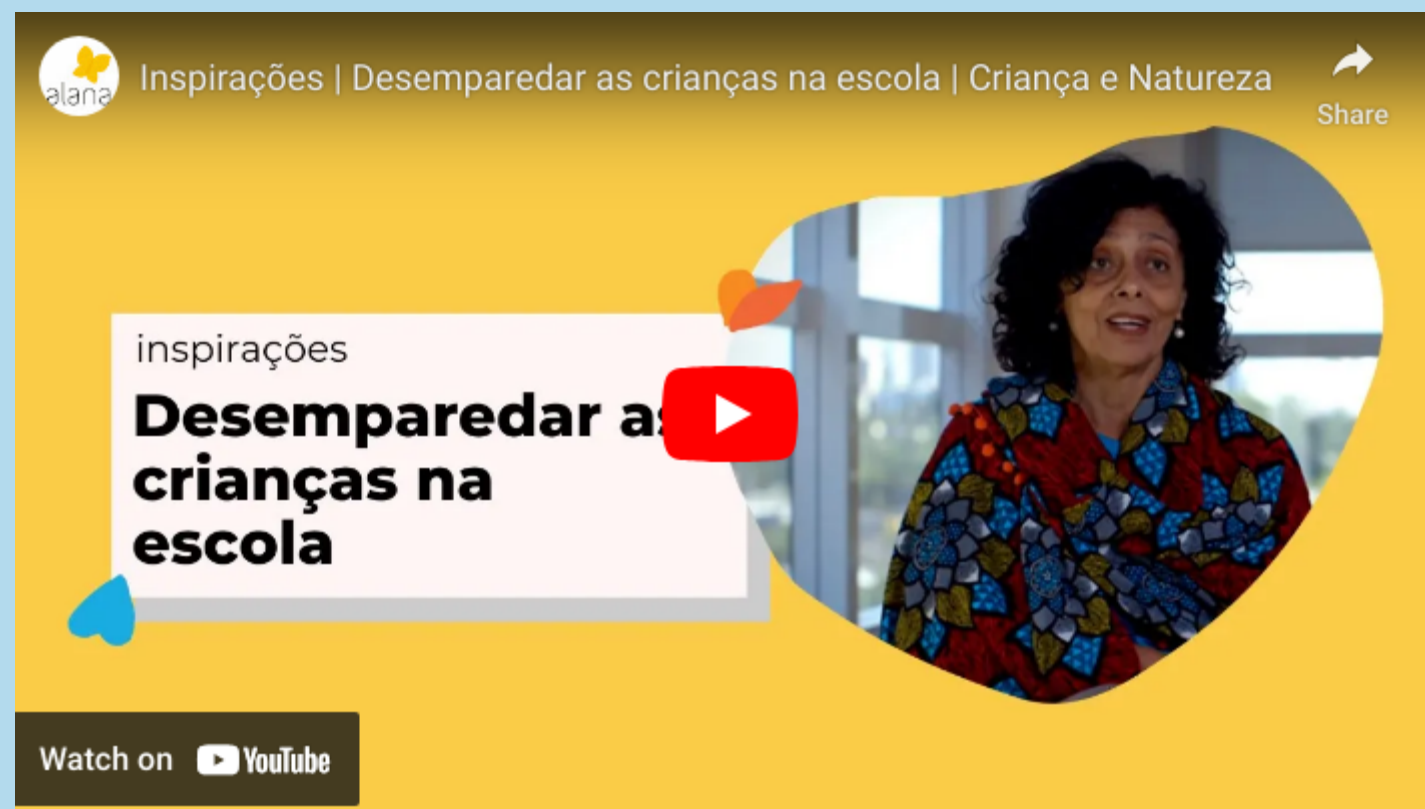 alana
Inspirações | Desemparedar as crianças na escola | Criança e Natureza
Share
inspirações
Desemparedar as
crianças na
escola
Watch on YouTube